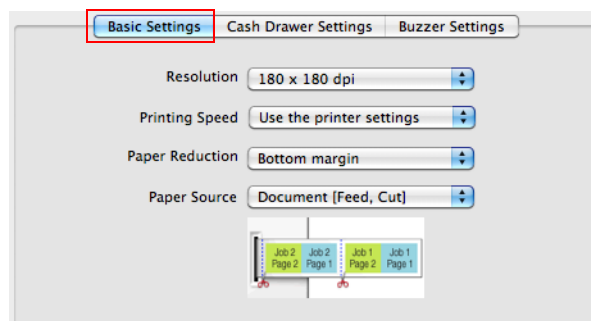 Basic Settings Cash Drawer Settings Buzzer Settings
Resolution 180 x 180 dpi
Printing Speed Use the printer settings
Paper Reduction Bottom margin
Paper Source Document [Feed, Cut]
Job 2 Job 2 Job 1 Job 1
Page 2 Page 1 Page 2 Page 1